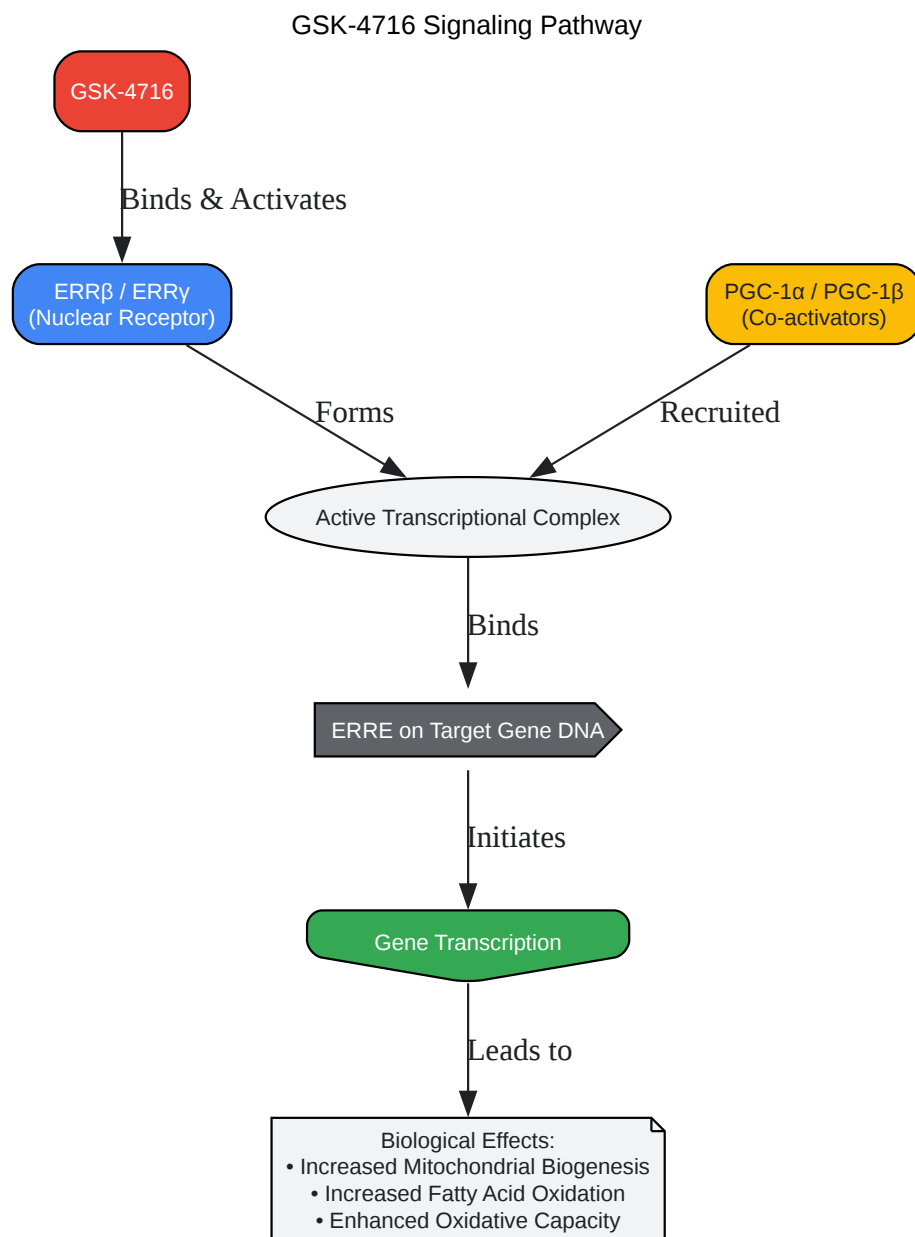 GSK-4716 Signaling Pathway
GSK-4716
Binds & Activates
ERRβ / ERRγ
(Nuclear Receptor)
PGC-1α / PGC-1β
(Co-activators)
Forms
Recruited
Active Transcriptional Complex
Binds
ERRE on Target Gene DNA
Initiates
Gene Transcription
Leads to
Biological Effects:
• Increased Mitochondrial Biogenesis
• Increased Fatty Acid Oxidation
• Enhanced Oxidative Capacity